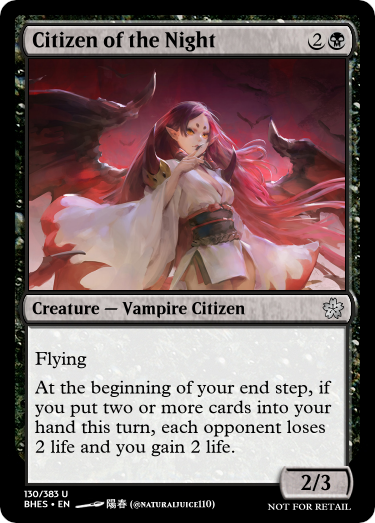 Citizen of the Night 2
Creature — Vampire Citizen
Flying
At the beginning of your end step, if
you put two or more cards into your
hand this turn, each opponent loses
2 life and you gain 2 life.
2/3
130/383 U
BHES • EN 陽春 (@NATURALJUICE110)
NOT FOR RETAIL